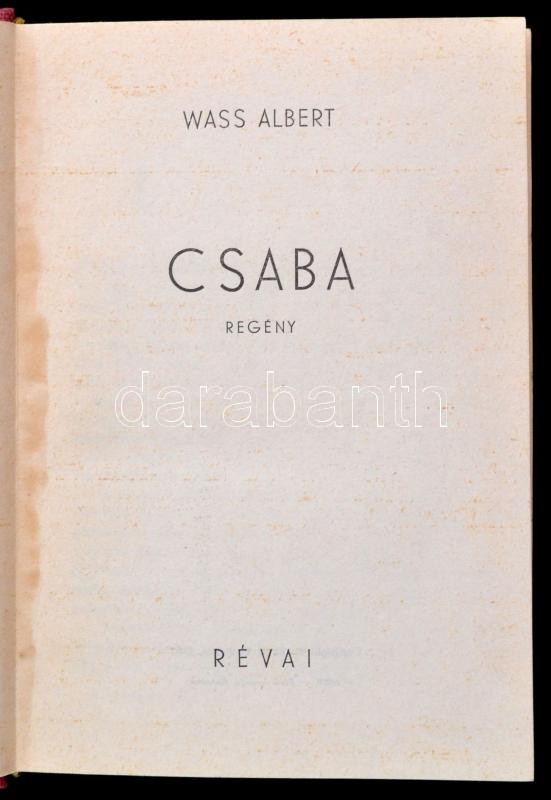 WASS ALBERT
CSABA
REGÉNY
darabanth
RÉVAI